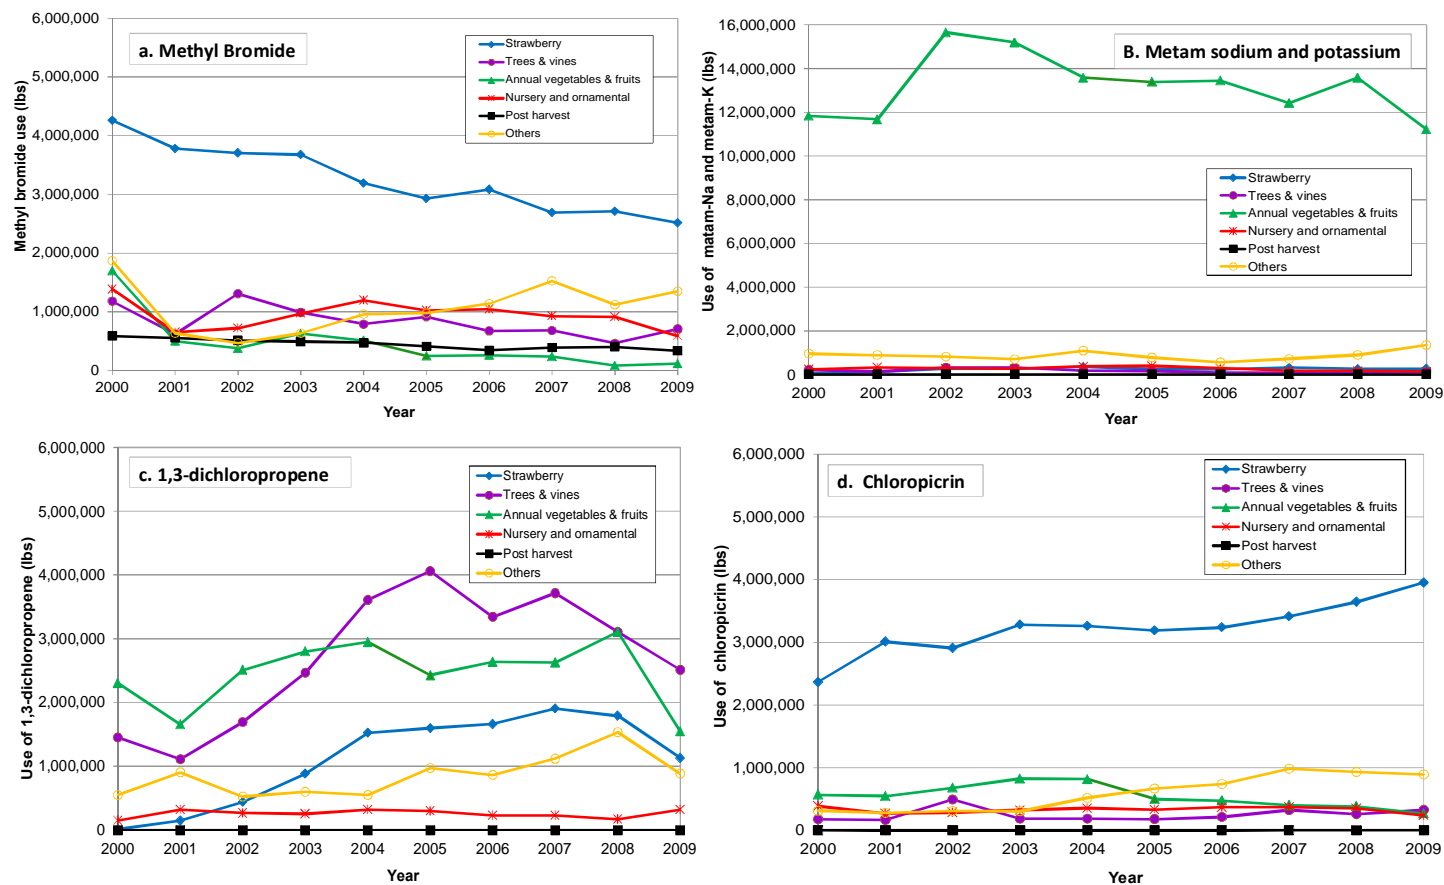 a. Methyl Bromide
Methyl bromide use (lbs)
6,000,000
5,000,000
4,000,000
3,000,000
2,000,000
1,000,000
0
Strawberry
Trees & vines
Annual vegetables & fruits
Nursery and ornamental
Post harvest
Others
2000 2001 2002 2003 2004 2005 2006 2007 2008 2009
Year
B. Metam sodium and potassium
Use of matam-Na and metam-K (lbs)
16,000,000
14,000,000
12,000,000
10,000,000
8,000,000
6,000,000
4,000,000
2,000,000
0
Strawberry
Trees & vines
Annual vegetables & fruits
Nursery and ornamental
Post harvest
Others
2000 2001 2002 2003 2004 2005 2006 2007 2008 2009
Year
c. 1,3-dichloropropene
Use of 1,3-dichloropropene (lbs)
6,000,000
5,000,000
4,000,000
3,000,000
2,000,000
1,000,000
0
Strawberry
Trees & vines
Annual vegetables & fruits
Nursery and ornamental
Post harvest
Others
2000 2001 2002 2003 2004 2005 2006 2007 2008 2009
Year
d. Chloropicrin
Use of chloropicrin (lbs)
6,000,000
5,000,000
4,000,000
3,000,000
2,000,000
1,000,000
0
Strawberry
Trees & vines
Annual vegetables & fruits
Nursery and ornamental
Post harvest
Others
2000 2001 2002 2003 2004 2005 2006 2007 2008 2009
Year